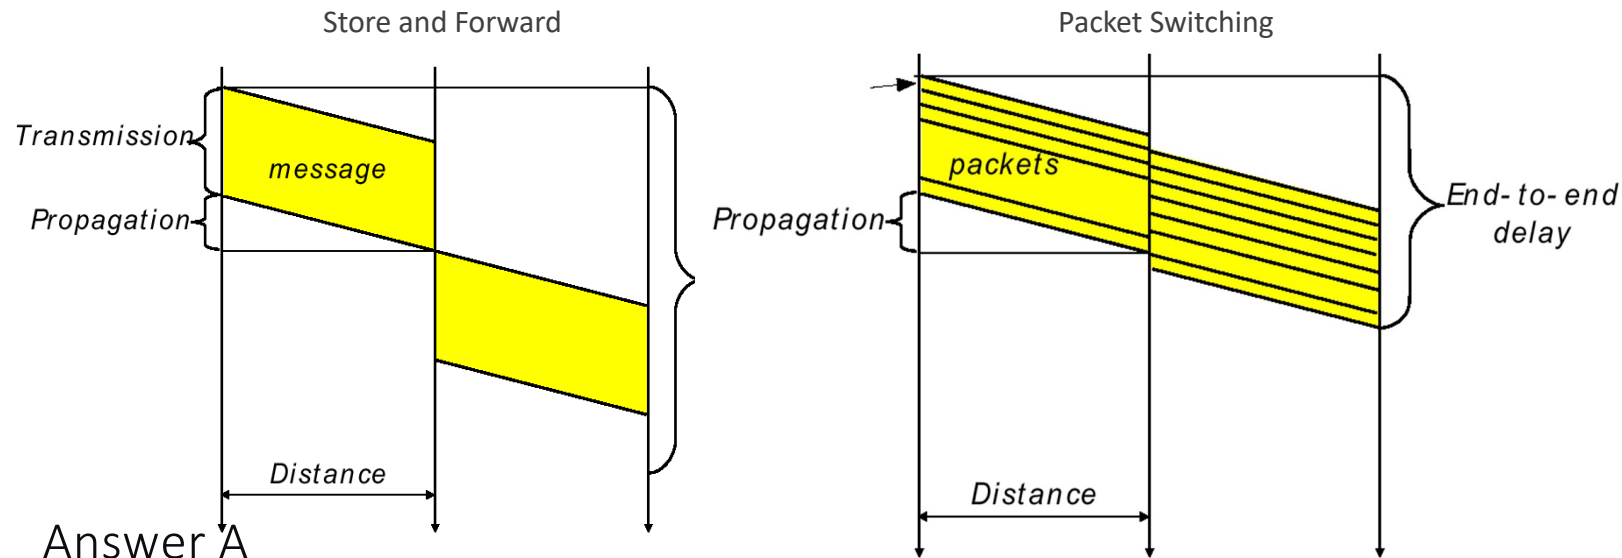 Store and Forward
Packet Switching
Transmission
message
Propagation
Distance
Answer A
packets
Propagation
End-to-end
delay
Distance